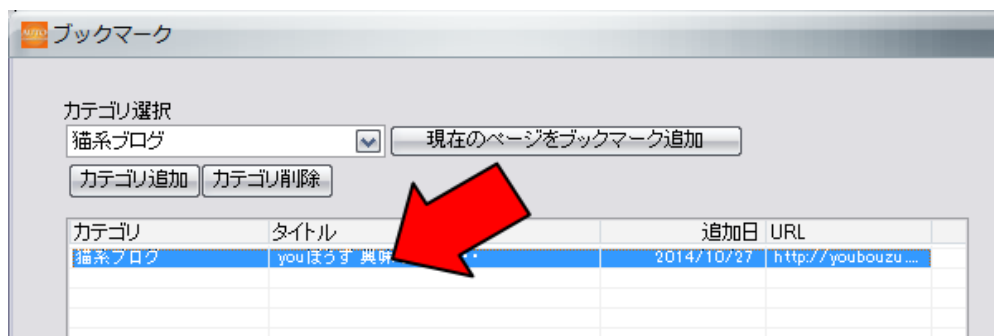 ブックマーク
カテゴリ選択
猫系ブログ 現在のページをブックマーク追加
カテゴリ追加 カテゴリ削除
カテゴリ タイトル 追加日 URL
猫系ブログ youぼうず 2014/10/27 http://youbouzu....